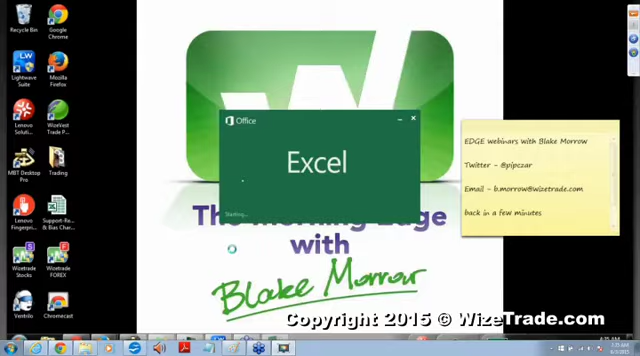 Recycle Bin
Google Chrome
Lightwave Suite
Mozilla Firefox
Lenovo Soluti...
WizeVest Trade P...
MBT Desktop Pro
Trading
Lenovo Fingerpri...
Support-Re... & Bias Char...
Wizetrade Stocks
Wizetrade FOREX
Ventrilo
Chromecast
Office
Excel
Starting...
The Morning Edge
with
Blake Morrow
EDGE webinars with Blake Morrow
Twitter - @pipczar
Email - b.morrow@wizetrade.com
back in a few minutes
Copyright 2015 © WizeTrade.com